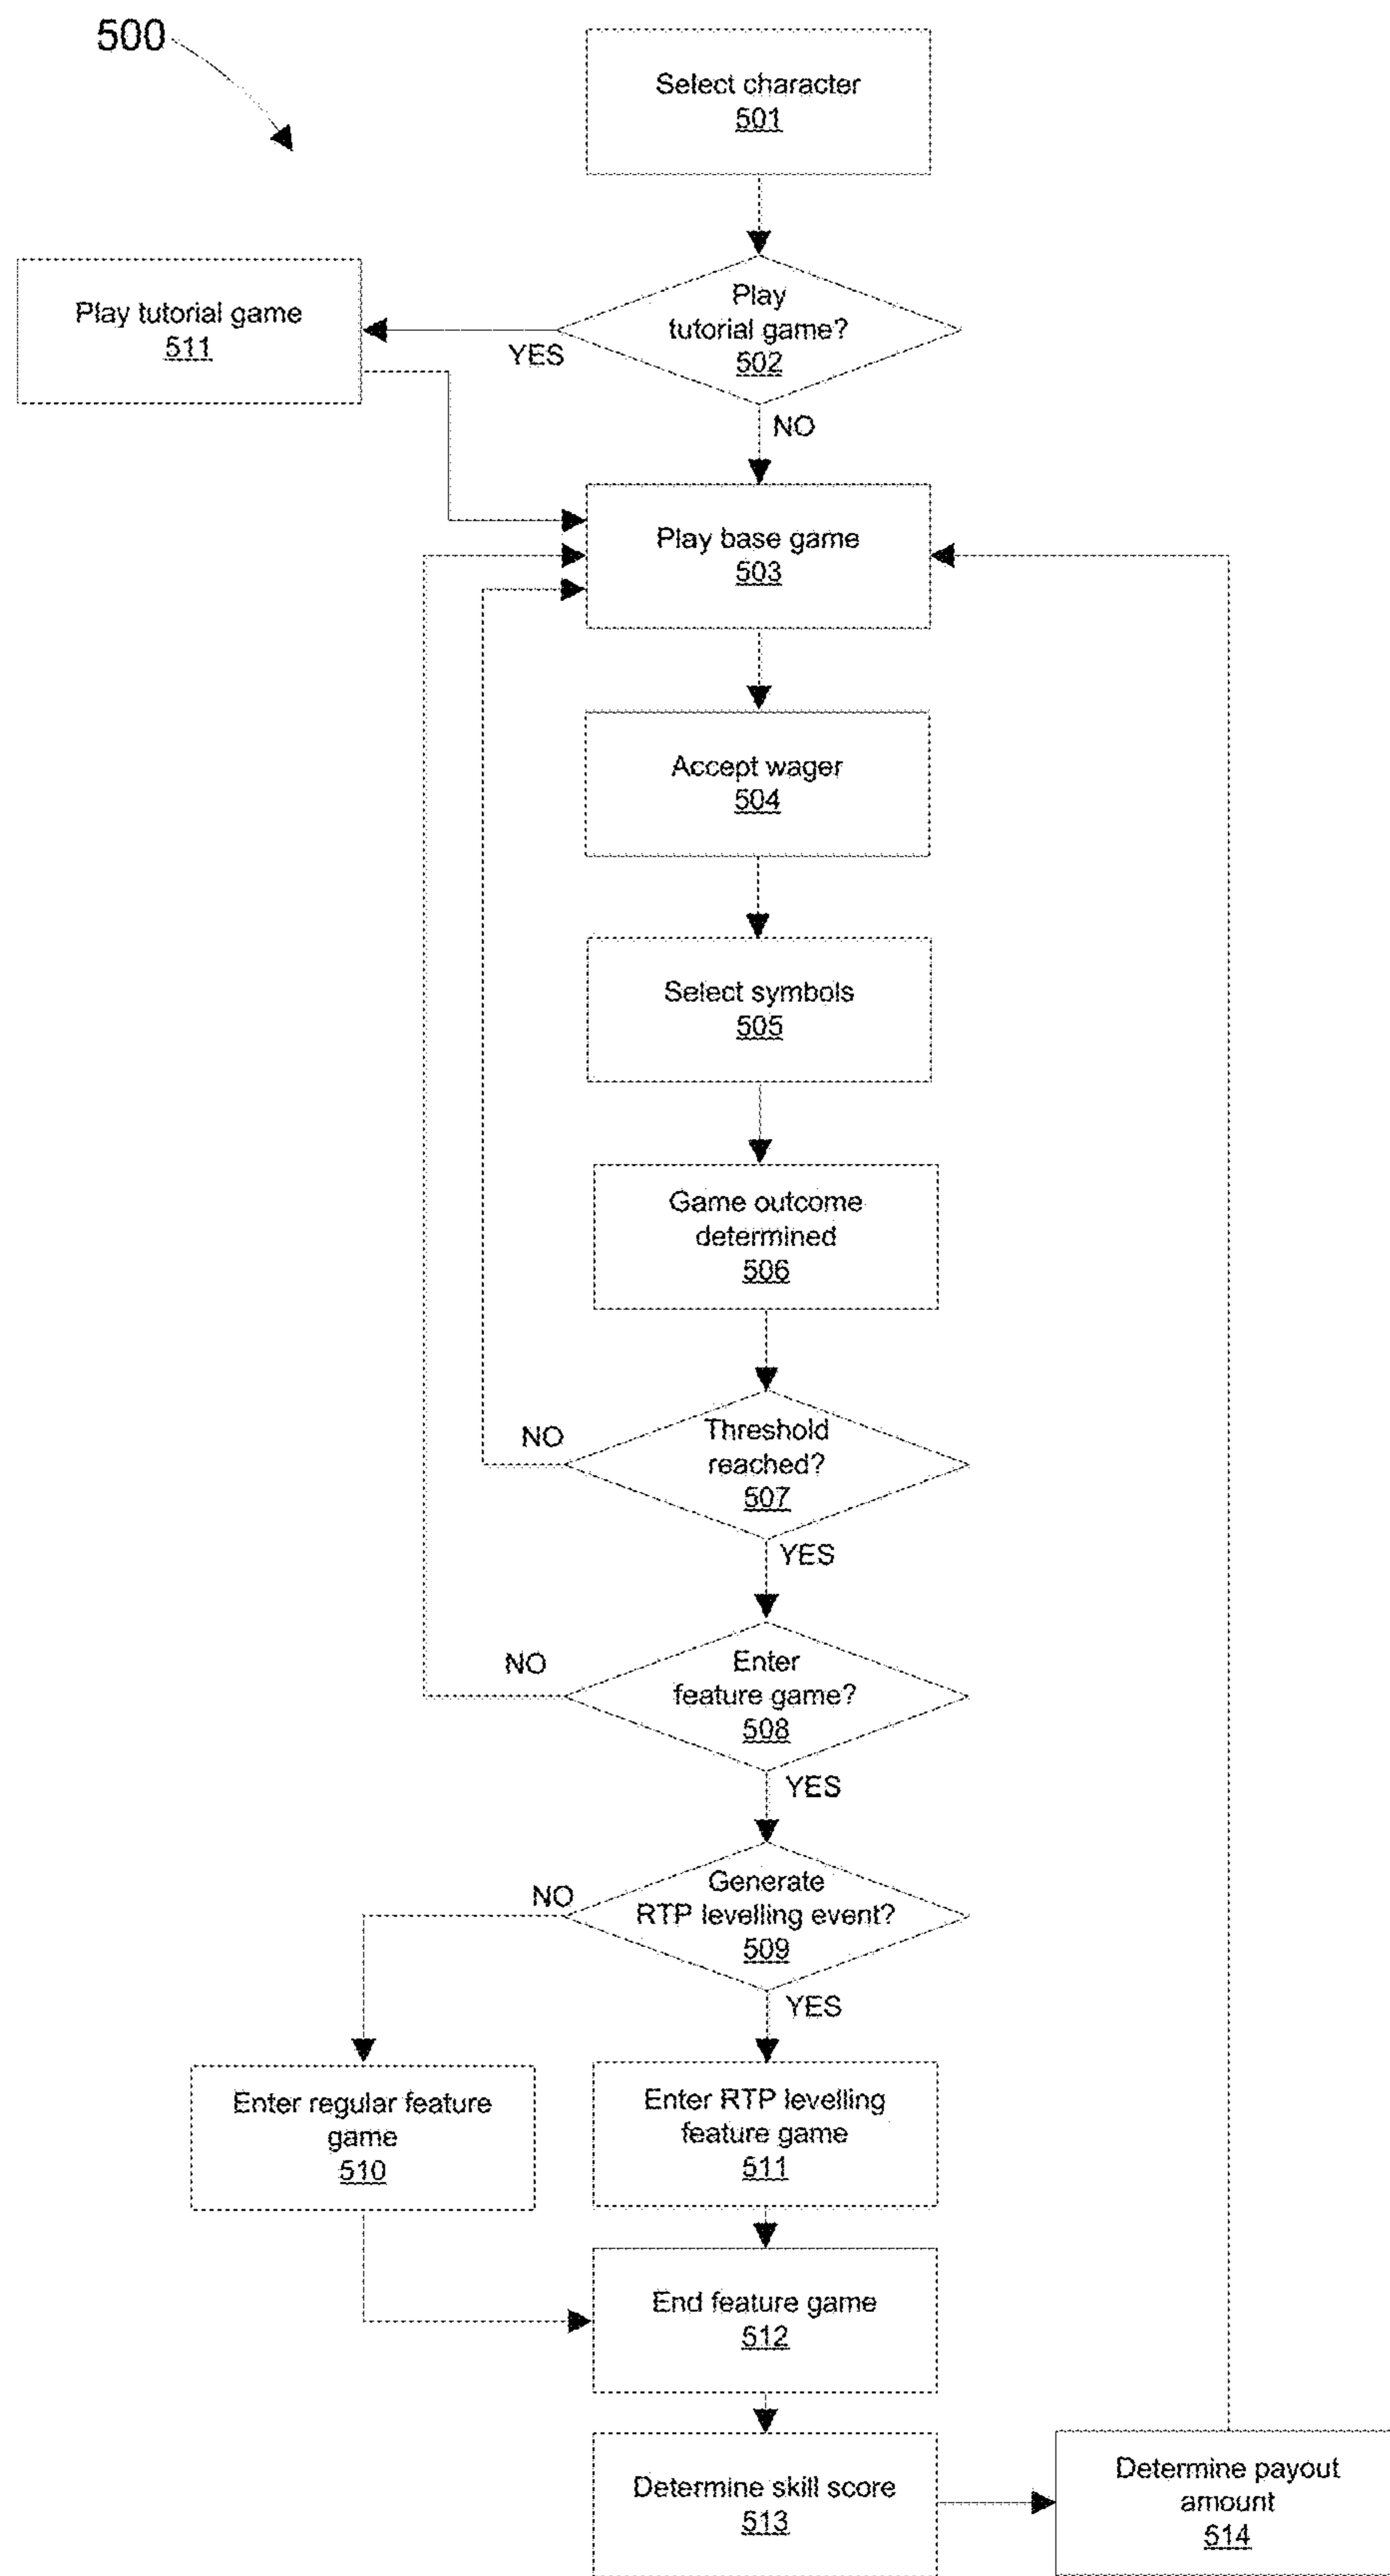 500
Select character
501
Play
tutorial game?
502
YES
NO
Play tutorial game
511
Play base game
503
Accept wager
504
Select symbols
505
Game outcome
determined
506
Threshold
reached?
507
NO
YES
Enter
feature game?
508
NO
YES
Generate
RTP levelling event?
509
NO
YES
Enter regular feature
game
510
Enter RTP levelling
feature game
511
End feature game
512
Determine skill score
513
Determine payout
amount
514